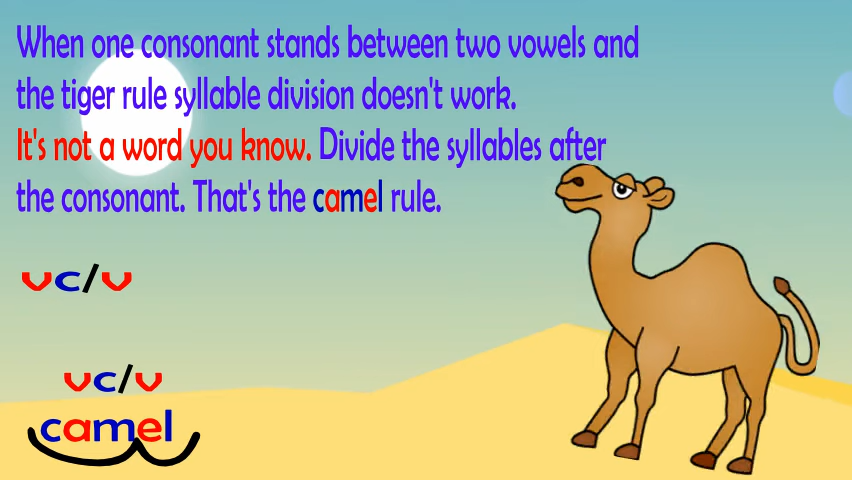 When one consonant stands between two vowels and
the tiger rule syllable division doesn't work.
It's not a word you know. Divide the syllables after
the consonant. That's the camel rule.
vc/v
vc/v
camel